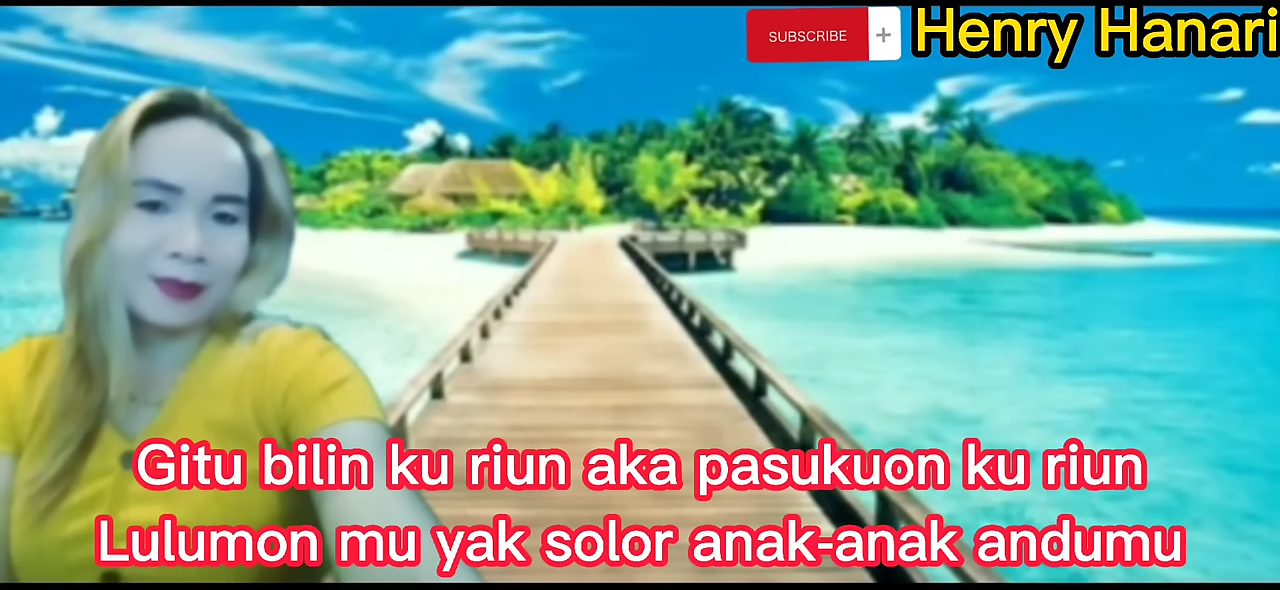 SUBSCRIBE +
Henry Hanari
Gitu bilin ku riun aka pasukuon ku riun
Lulumon mu yak solor anak-anak andumu